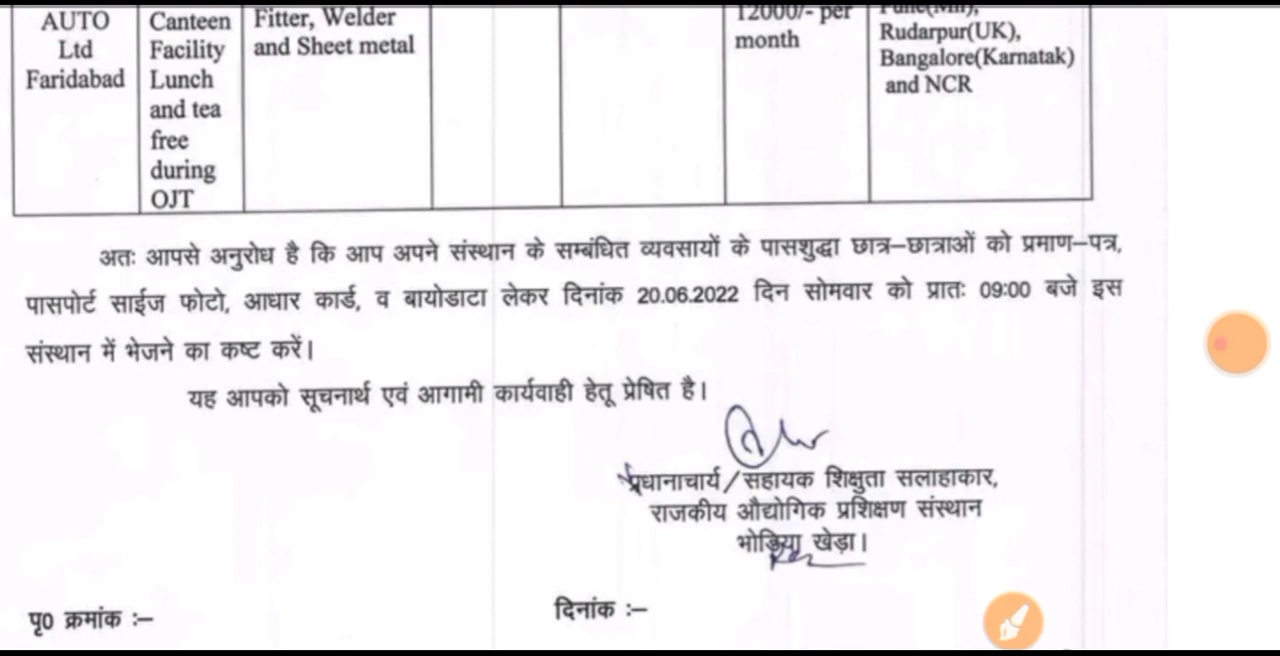 AUTO
Ltd
Faridabad
Canteen
Facility
Lunch
and tea
free
during
OJT
Fitter, Welder
and Sheet metal
12000/- per
month
Rudarpur(UK),
Bangalore(Karnatak)
and NCR
अतः आपसे अनुरोध है कि आप अपने संस्थान के सम्बंधित व्यवसायों के पासशुद्धा छात्र–छात्राओं को प्रमाण–पत्र,
पासपोर्ट साईज फोटो, आधार कार्ड, व बायोडाटा लेकर दिनांक 20.06.2022 दिन सोमवार को प्रातः 09:00 बजे इस
संस्थान में भेजने का कष्ट करें।
यह आपको सूचनार्थ एवं आगामी कार्यवाही हेतू प्रेषित है।
प्रधानाचार्य/सहायक शिक्षुता सलाहाकार,
राजकीय औद्योगिक प्रशिक्षण संस्थान
भोडिया खेड़ा।
पृ0 क्रमांक :–
दिनांक :–